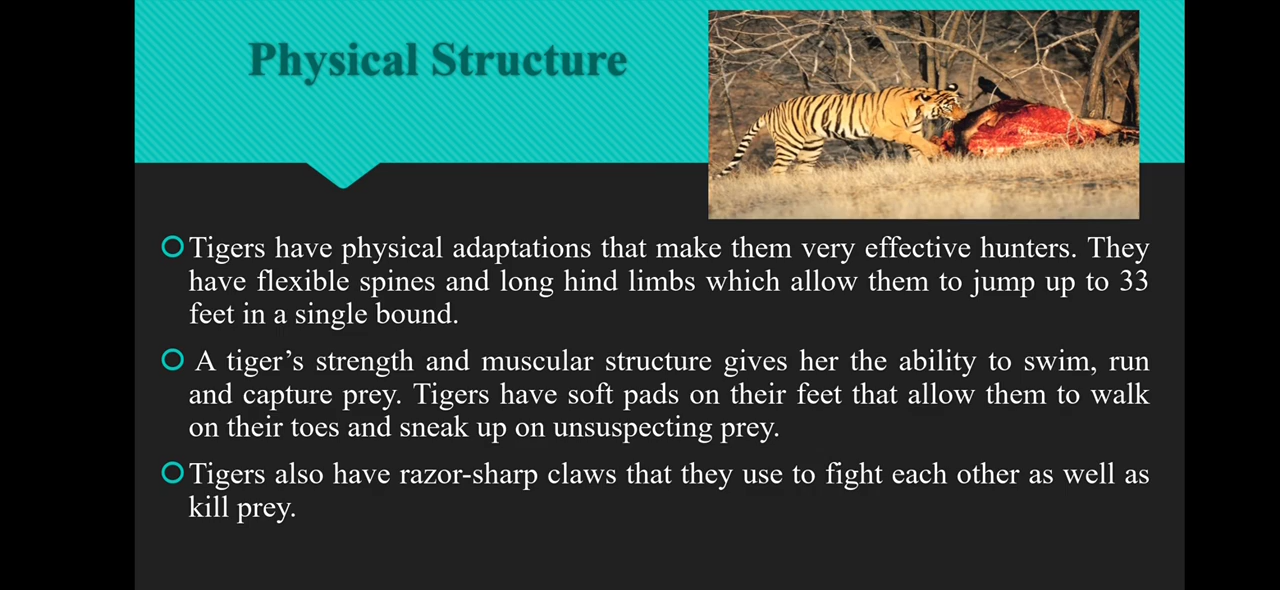 Physical Structure
Tigers have physical adaptations that make them very effective hunters. They
have flexible spines and long hind limbs which allow them to jump up to 33
feet in a single bound.
A tiger’s strength and muscular structure gives her the ability to swim, run
and capture prey. Tigers have soft pads on their feet that allow them to walk
on their toes and sneak up on unsuspecting prey.
Tigers also have razor-sharp claws that they use to fight each other as well as
kill prey.